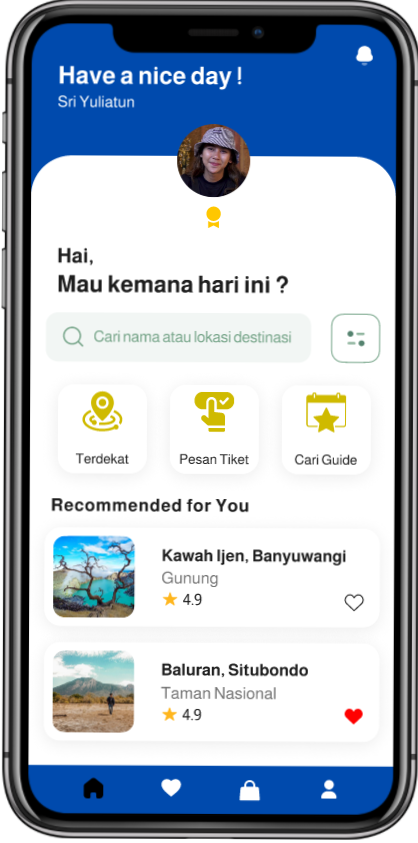 Have a nice day !
Sri Yuliatun
Hai,
Mau kemana hari ini ?
Cari nama atau lokasi destinasi
Terdekat
Pesan Tiket
Cari Guide
Recommended for You
Kawah Ijen, Banyuwangi
Gunung
4.9
Baluran, Situbondo
Taman Nasional
4.9